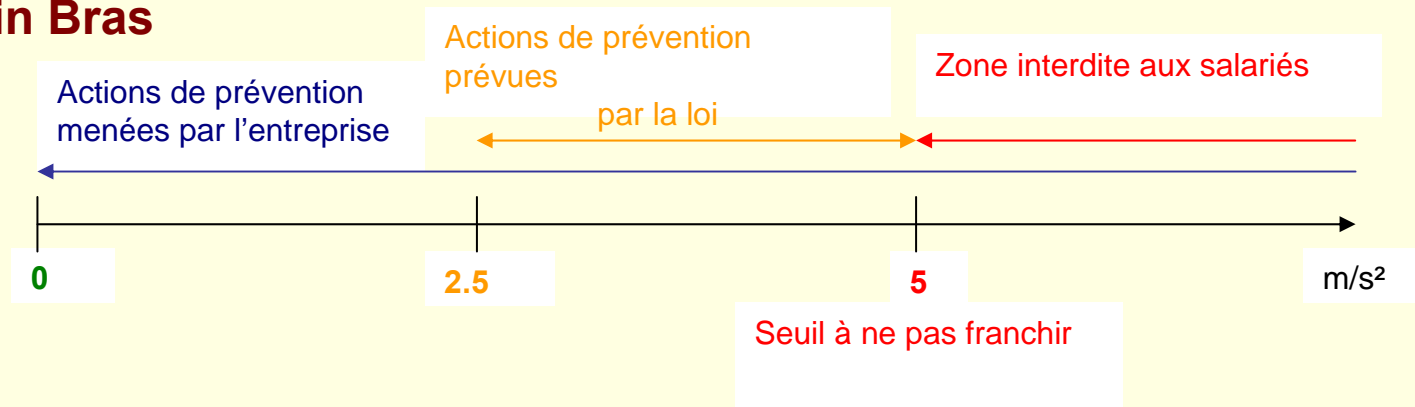 in Bras
Actions de prévention
menées par l'entreprise
Actions de prévention
prévues
par la loi
Zone interdite aux salariés
0
2.5
5
m/s²
Seuil à ne pas franchir